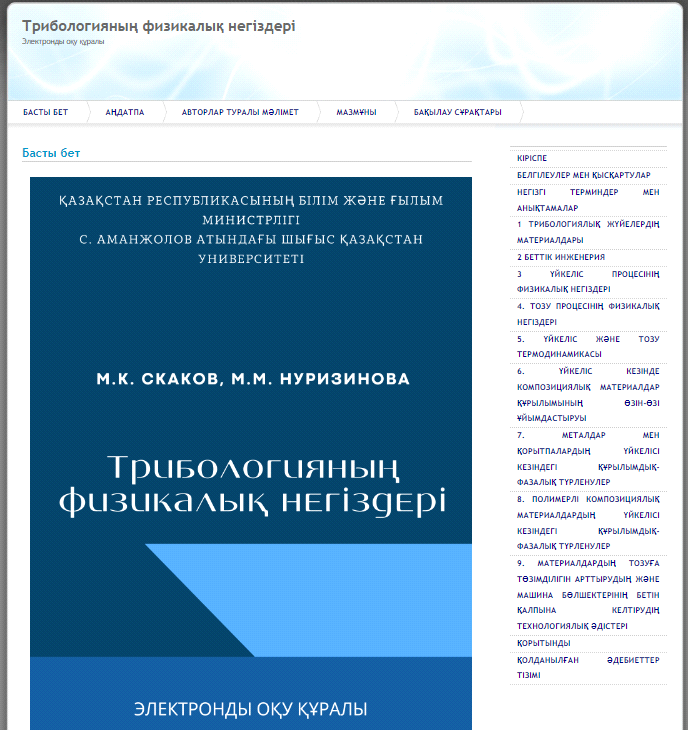 Трибологияның физикалық негіздері
Электронды оқу құралы
БАСТЫ БЕТ
АҢДАТПА
АВТОРЛАР ТУРАЛЫ МӘЛІМЕТ
МАЗМҰНЫ
БАҚЫЛАУ СҰРАҚТАРЫ
Басты бет
ҚАЗАҚСТАН РЕСПУБЛИКАСЫНЫҢ БІЛІМ ЖӘНЕ ҒЫЛЫМ
МИНИСТРЛІГІ
С. АМАНЖОЛОВ АТЫНДАҒЫ ШЫҒЫС ҚАЗАҚСТАН
УНИВЕРСИТЕТІ
М.К. СКАКОВ, М.М. НУРИЗИНОВА
Трибологияның
физикалық негіздері
ЭЛЕКТРОНДЫ ОҚУ ҚҰРАЛЫ
КІРІСПЕ
БЕЛГІЛЕУЛЕР МЕН ҚЫСҚАРТУЛАР
НЕГІЗГІ ТЕРМИНДЕР МЕН
АНЫҚТАМАЛАР
1 ТРИБОЛОГИЯЛЫҚ ЖҮЙЕЛЕРДІҢ
МАТЕРИАЛДАРЫ
2 БЕТТІК ИНЖЕНЕРИЯ
3 ҮЙКЕЛІС ПРОЦЕСІНІҢ
ФИЗИКАЛЫҚ НЕГІЗДЕРІ
4. ТОЗУ ПРОЦЕСІНІҢ ФИЗИКАЛЫҚ
НЕГІЗДЕРІ
5. ҮЙКЕЛІС ЖӘНЕ ТОЗУ
ТЕРМОДИНАМИКАСЫ
6. ҮЙКЕЛІС КЕЗІНДЕ
КОМПОЗИЦИЯЛЫҚ МАТЕРИАЛДАР
ҚҰРЫЛЫМЫНЫҢ ӨЗІН-ӨЗІ
ҰЙЫМДАСТЫРУЫ
7. МЕТАЛДАР МЕН
ҚОРЫТПАЛАРДЫҢ ҮЙКЕЛІСІ
КЕЗІНДЕГІ ҚҰРЫЛЫМДЫҚ-
ФАЗАЛЫҚ ТҮРЛЕНУЛЕР
8. ПОЛИМЕРЛІ КОМПОЗИЦИЯЛЫҚ
МАТЕРИАЛДАРДЫҢ ҮЙКЕЛІСІ
КЕЗІНДЕГІ ҚҰРЫЛЫМДЫҚ-
ФАЗАЛЫҚ ТҮРЛЕНУЛЕР
9. МАТЕРИАЛДАРДЫҢ ТОЗУҒА
ТӨЗІМДІЛІГІН АРТТЫРУДЫҢ ЖӘНЕ
МАШИНА БӨЛШЕКТЕРІНІҢ БЕТІН
ҚАЛПЫНА КЕЛТІРУДІҢ
ТЕХНОЛОГИЯЛЫҚ ӘДІСТЕРІ
ҚОРЫТЫНДЫ
ҚОЛДАНЫЛҒАН ӘДЕБИЕТТЕР
ТІЗІМІ